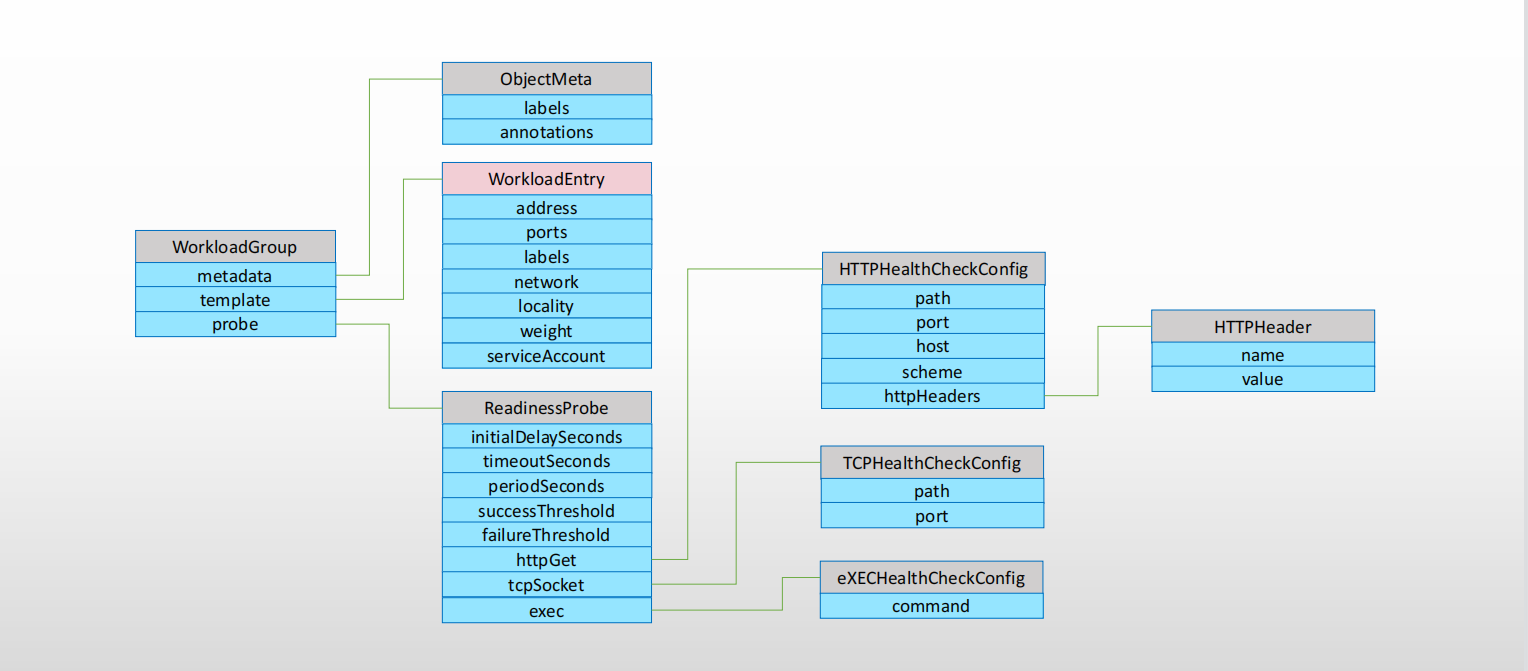 WorkloadGroup
metadata
template
probe
ObjectMeta
labels
annotations
WorkloadEntry
address
ports
labels
network
locality
weight
serviceAccount
ReadinessProbe
initialDelaySeconds
timeoutSeconds
periodSeconds
successThreshold
failureThreshold
httpGet
tcpSocket
exec
HTTPHealthCheckConfig
path
port
host
scheme
httpHeaders
TCPHealthCheckConfig
path
port
eXECHealthCheckConfig
command
HTTPHeader
name
value